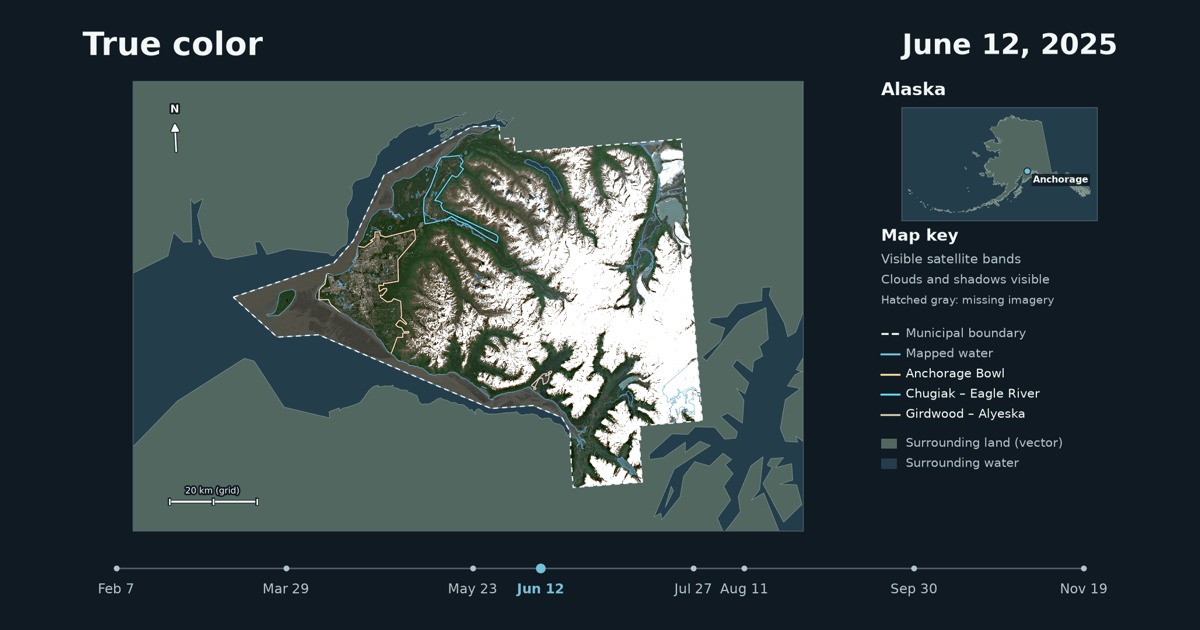 True color
June 12, 2025
N
20 km (grid)
Alaska
Anchorage
Map key
Visible satellite bands
Clouds and shadows visible
Hatched gray: missing imagery
Municipal boundary
Mapped water
Anchorage Bowl
Chugiak – Eagle River
Girdwood – Alyeska
Surrounding land (vector)
Surrounding water
Feb 7
Mar 29
May 23
Jun 12
Jul 27
Aug 11
Sep 30
Nov 19